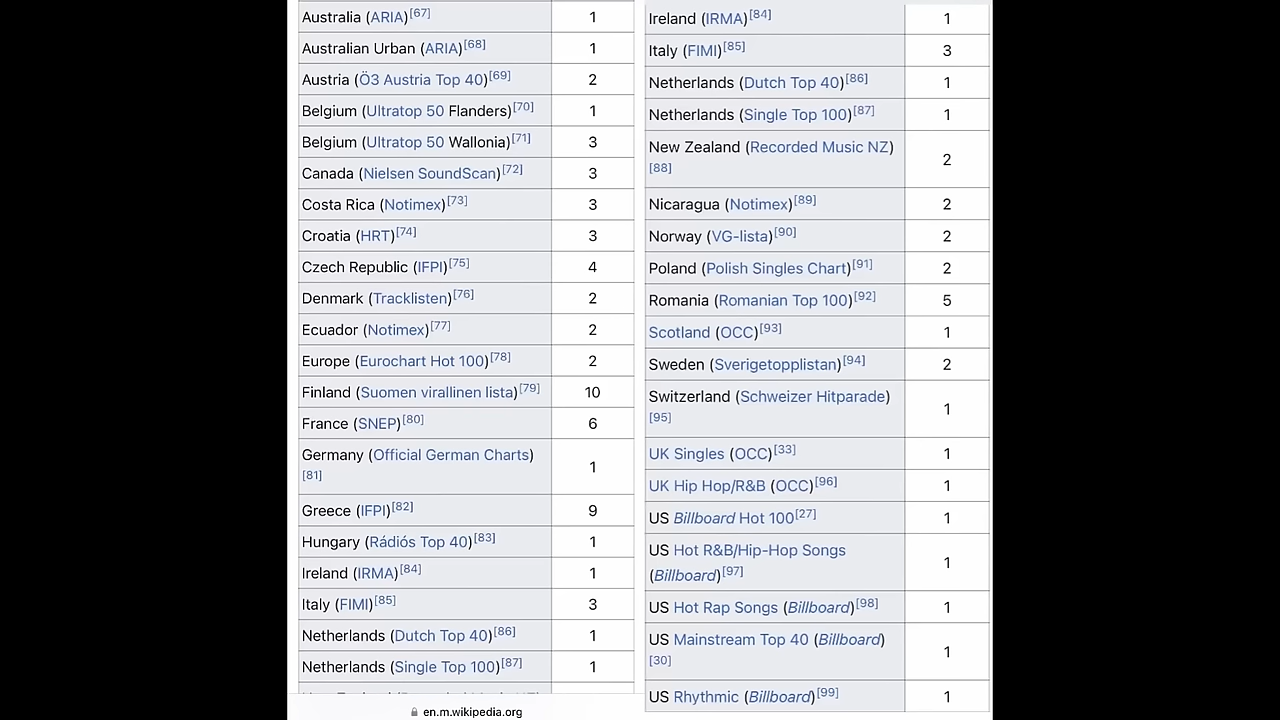 Australia (ARIA)[67] 1
Australian Urban (ARIA)[68] 1
Austria (Ö3 Austria Top 40)[69] 2
Belgium (Ultratop 50 Flanders)[70] 1
Belgium (Ultratop 50 Wallonia)[71] 3
Canada (Nielsen SoundScan)[72] 3
Costa Rica (Notimex)[73] 3
Croatia (HRT)[74] 3
Czech Republic (IFPI)[75] 4
Denmark (Tracklisten)[76] 2
Ecuador (Notimex)[77] 2
Europe (Eurochart Hot 100)[78] 2
Finland (Suomen virallinen lista)[79] 10
France (SNEP)[80] 6
Germany (Official German Charts)
[81] 1
Greece (IFPI)[82] 9
Hungary (Rádiós Top 40)[83] 1
Ireland (IRMA)[84] 1
Italy (FIMI)[85] 3
Netherlands (Dutch Top 40)[86] 1
Netherlands (Single Top 100)[87] 1
en.m.wikipedia.org
Ireland (IRMA)[84] 1
Italy (FIMI)[85] 3
Netherlands (Dutch Top 40)[86] 1
Netherlands (Single Top 100)[87] 1
New Zealand (Recorded Music NZ)
[88] 2
Nicaragua (Notimex)[89] 2
Norway (VG-lista)[90] 2
Poland (Polish Singles Chart)[91] 2
Romania (Romanian Top 100)[92] 5
Scotland (OCC)[93] 1
Sweden (Sverigetopplistan)[94] 2
Switzerland (Schweizer Hitparade)
[95] 1
UK Singles (OCC)[33] 1
UK Hip Hop/R&B (OCC)[96] 1
US Billboard Hot 100[27] 1
US Hot R&B/Hip-Hop Songs
(Billboard)[97] 1
US Hot Rap Songs (Billboard)[98] 1
US Mainstream Top 40 (Billboard)
[30] 1
US Rhythmic (Billboard)[99] 1